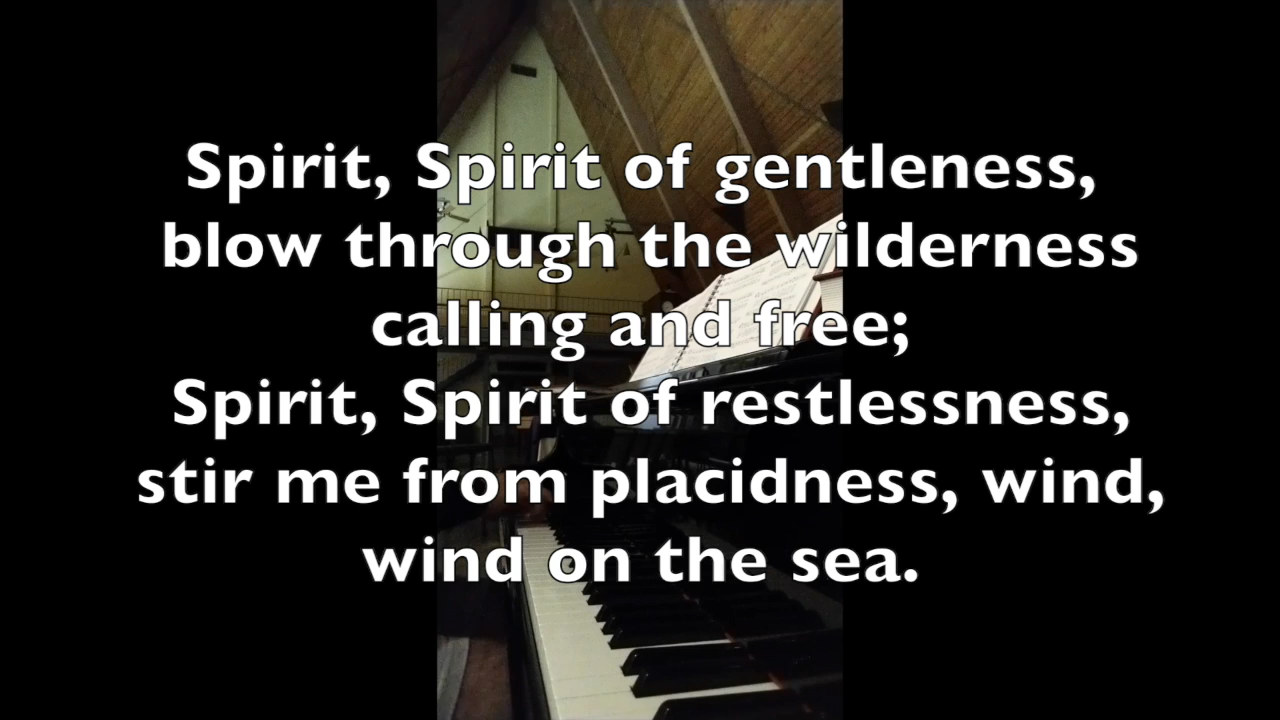 Spirit, Spirit of gentleness,
blow through the wilderness
calling and free;
Spirit, Spirit of restlessness,
stir me from placidness, wind,
wind on the sea.